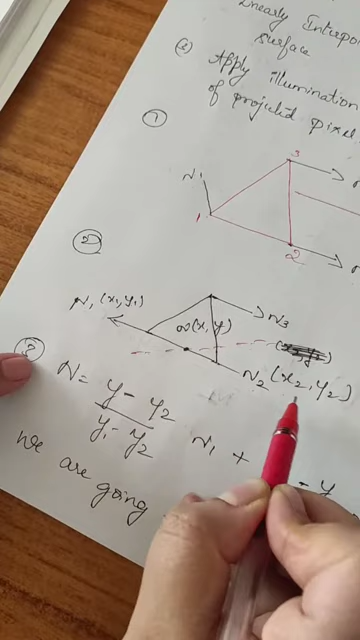 Linearly Interpo
surface
Apply illumination
of projected pixel
①
3
N1
1
2
②
N1 (x1, y1)
N3
(x, y)
N2 (x2, y2)
③ N = y - y2 / y1 - y2 N1 + - y
We are going